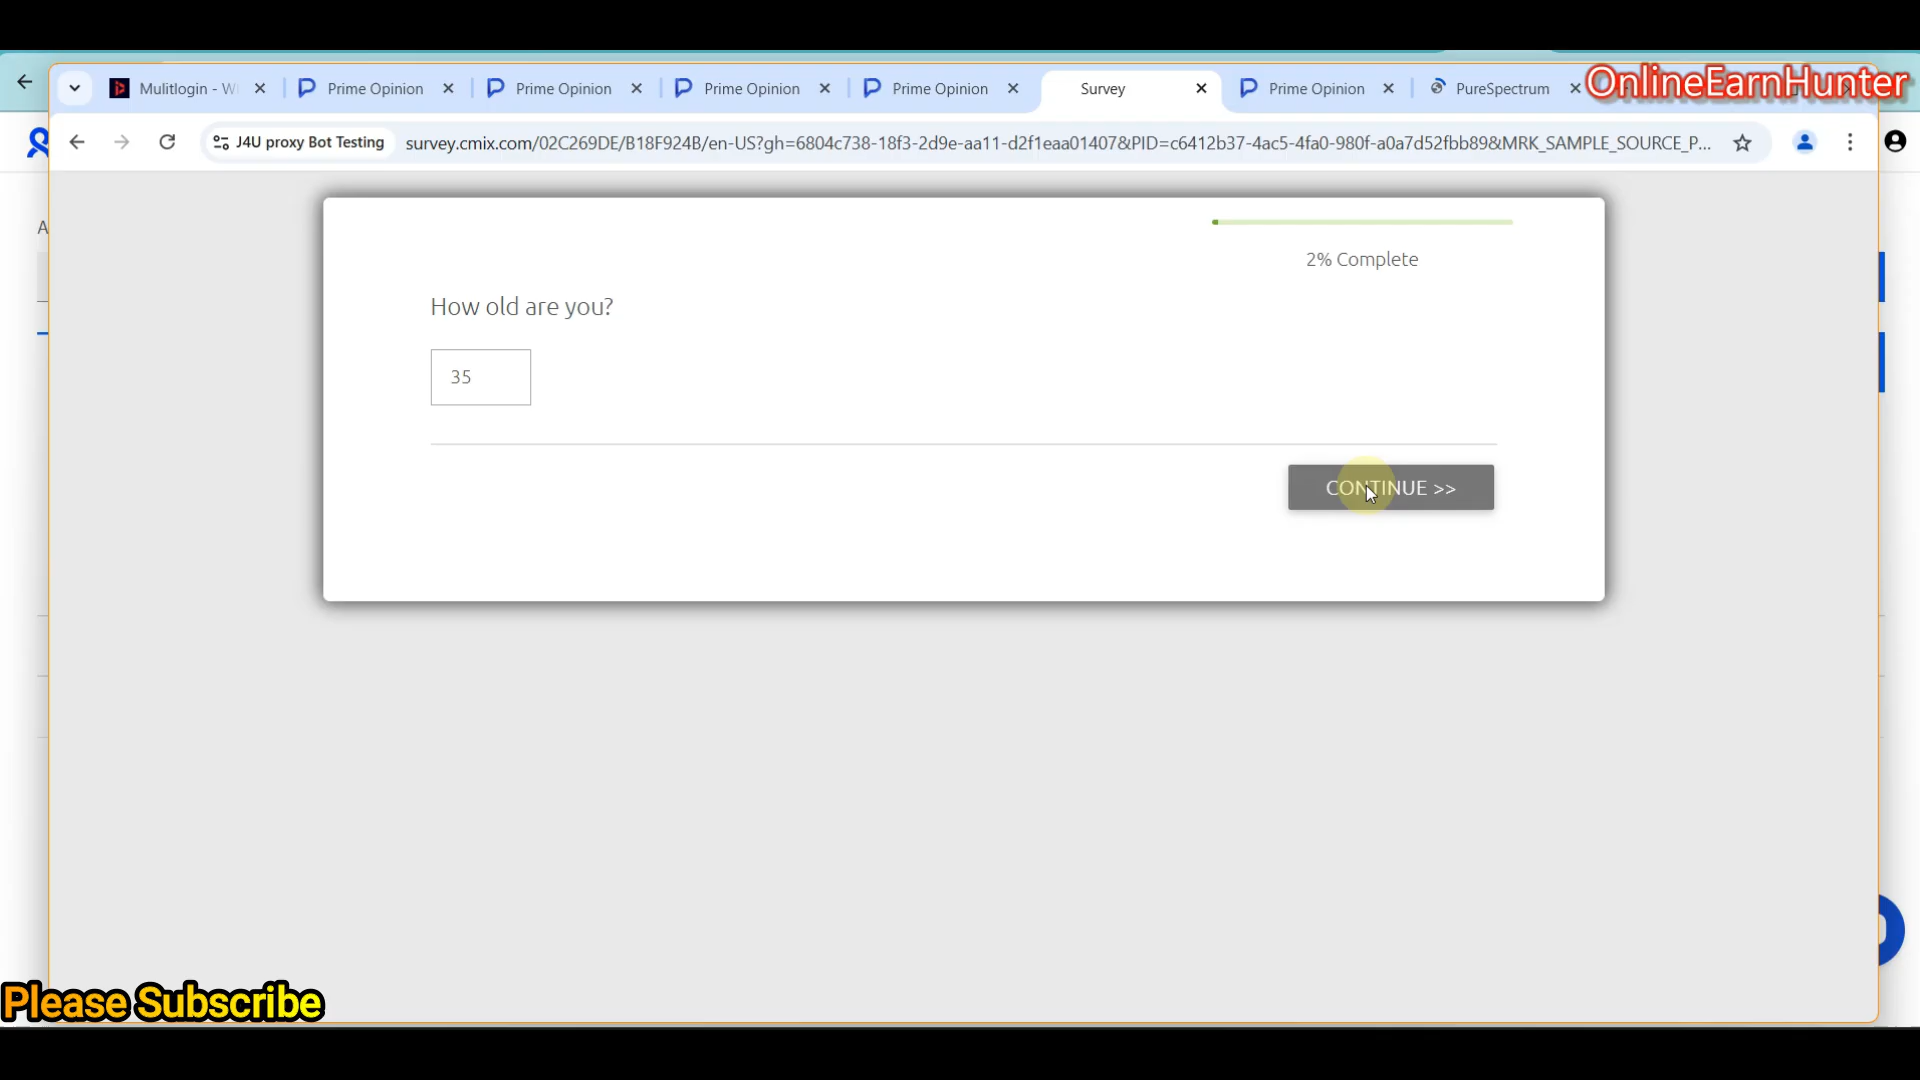 OnlineEarnHunter
Mulitlogin - W
Prime Opinion
Prime Opinion
Prime Opinion
Prime Opinion
Survey
Prime Opinion
PureSpectrum
J4U proxy Bot Testing
survey.cmix.com/02C269DE/B18F924B/en-US?gh=6804c738-18f3-2d9e-aa11-d2f1eaa01407&PID=c6412b37-4ac5-4fa0-980f-a0a7d52fbb89&MRK_SAMPLE_SOURCE_P...
A
2% Complete
How old are you?
35
CONTINUE >>
Please Subscribe